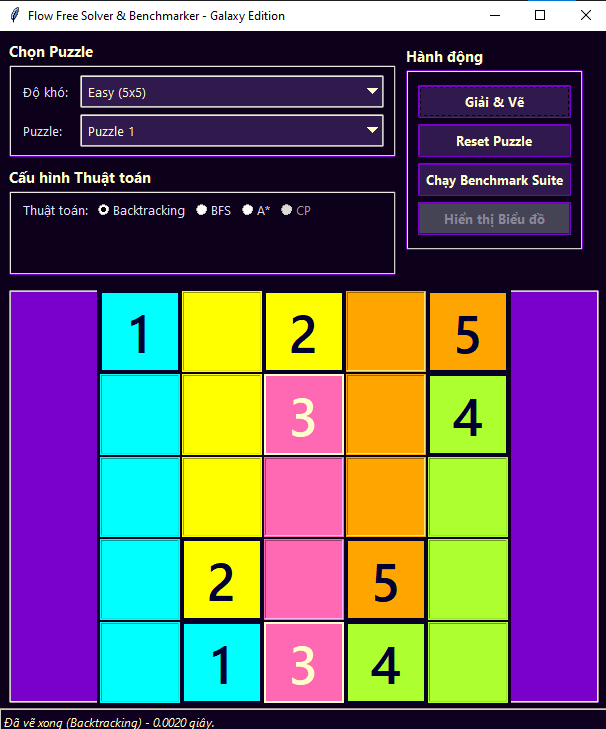 Flow Free Solver & Benchmarker - Galaxy Edition
Chọn Puzzle
Độ khó: Easy (5x5)
Puzzle: Puzzle 1
Hành động
Giải & Vẽ
Reset Puzzle
Chạy Benchmark Suite
Hiển thị Biểu đồ
Cấu hình Thuật toán
Thuật toán: Backtracking BFS A* CP
1 2 5
3 4
2 5
1 3 4
Đã vẽ xong (Backtracking) - 0.0020 giây.